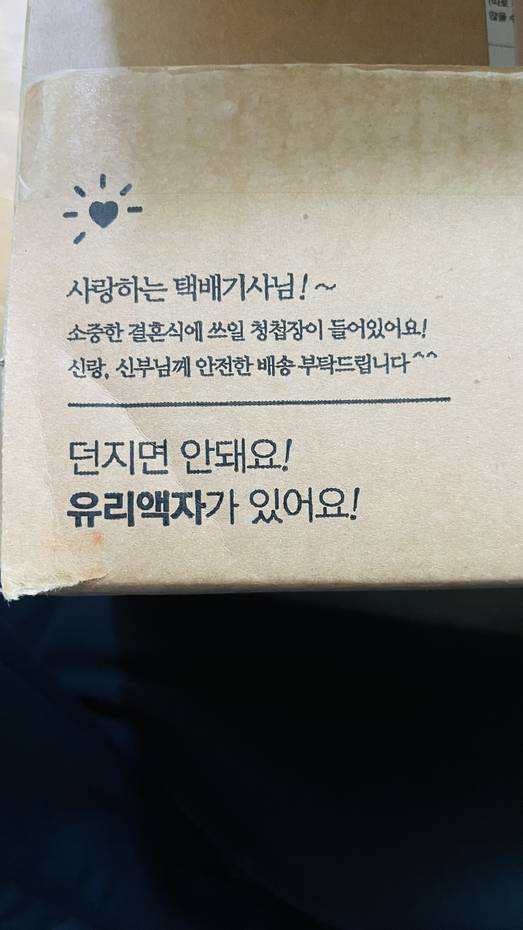 사랑하는 택배기사님!~
소중한 결혼식에 쓰일 청첩장이 들어있어요!
신랑, 신부님께 안전한 배송 부탁드립니다^^
던지면 안돼요!
유리액자가 있어요!